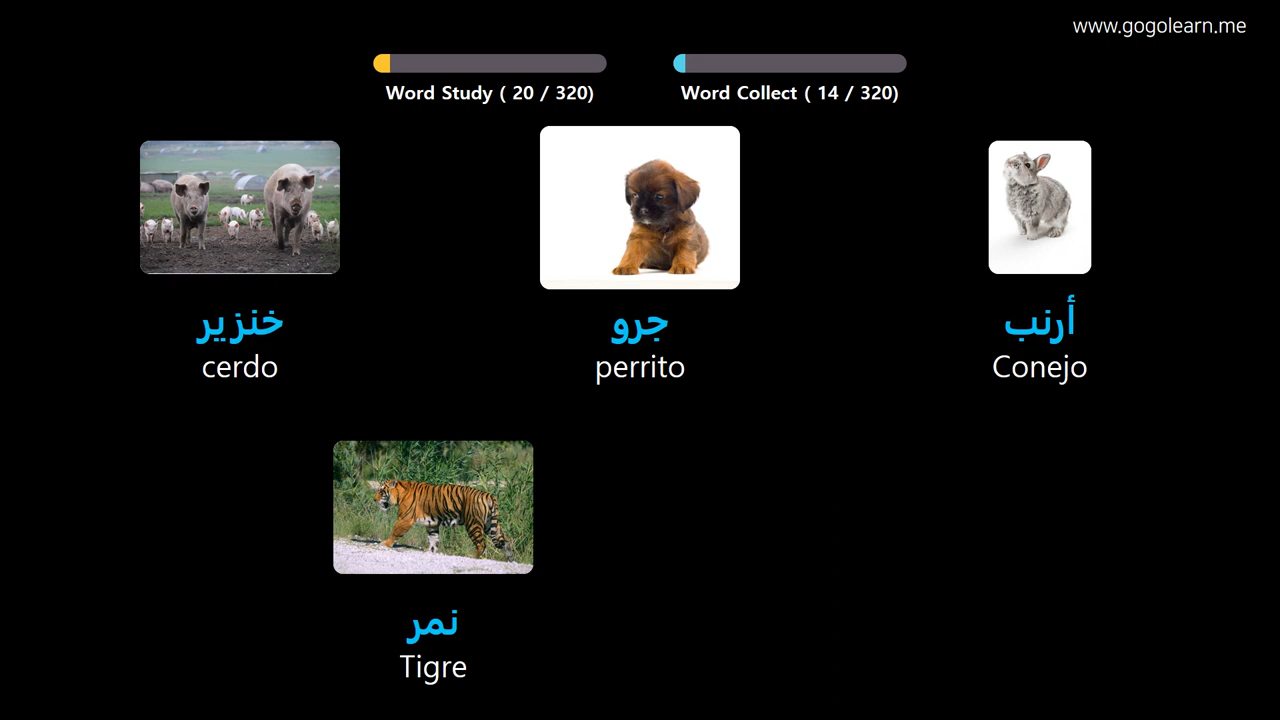 www.gogolearn.me
Word Study ( 20 / 320)
Word Collect ( 14 / 320)
خنزير
cerdo
جرو
perrito
أرنب
Conejo
نمر
Tigre